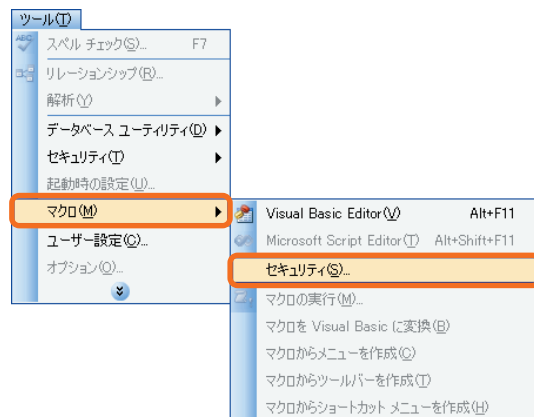 ツール(T)
ABC
スペル チェック(S)... F7
リレーションシップ(R)...
解析(Y)
データベース ユーティリティ(D)
セキュリティ(T)
起動時の設定(U)...
マクロ(M)
ユーザー設定(C)...
オプション(O)...
Visual Basic Editor(V) Alt+F11
Microsoft Script Editor(T) Alt+Shift+F11
セキュリティ(S)...
マクロの実行(M)...
マクロを Visual Basic に変換(B)
マクロからメニューを作成(C)
マクロからツールバーを作成(T)
マクロからショートカット メニューを作成(H)